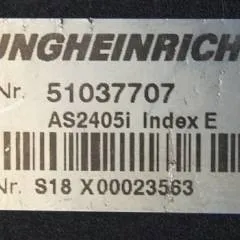 UNGHEINRICH
Nr. 51037707
AS2405i Index E
Nr. S18 X00023563